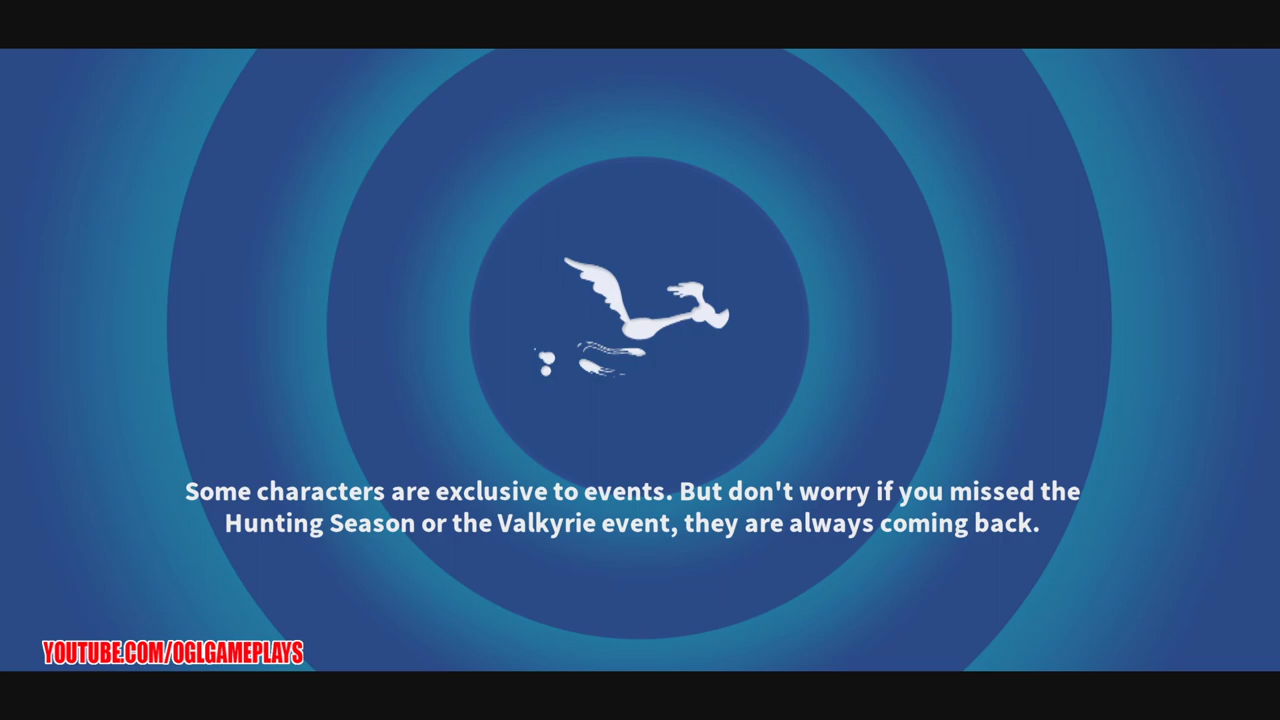 Some characters are exclusive to events. But don't worry if you missed the
Hunting Season or the Valkyrie event, they are always coming back.
YOUTUBE.COM/OGLGAMEPLAYS